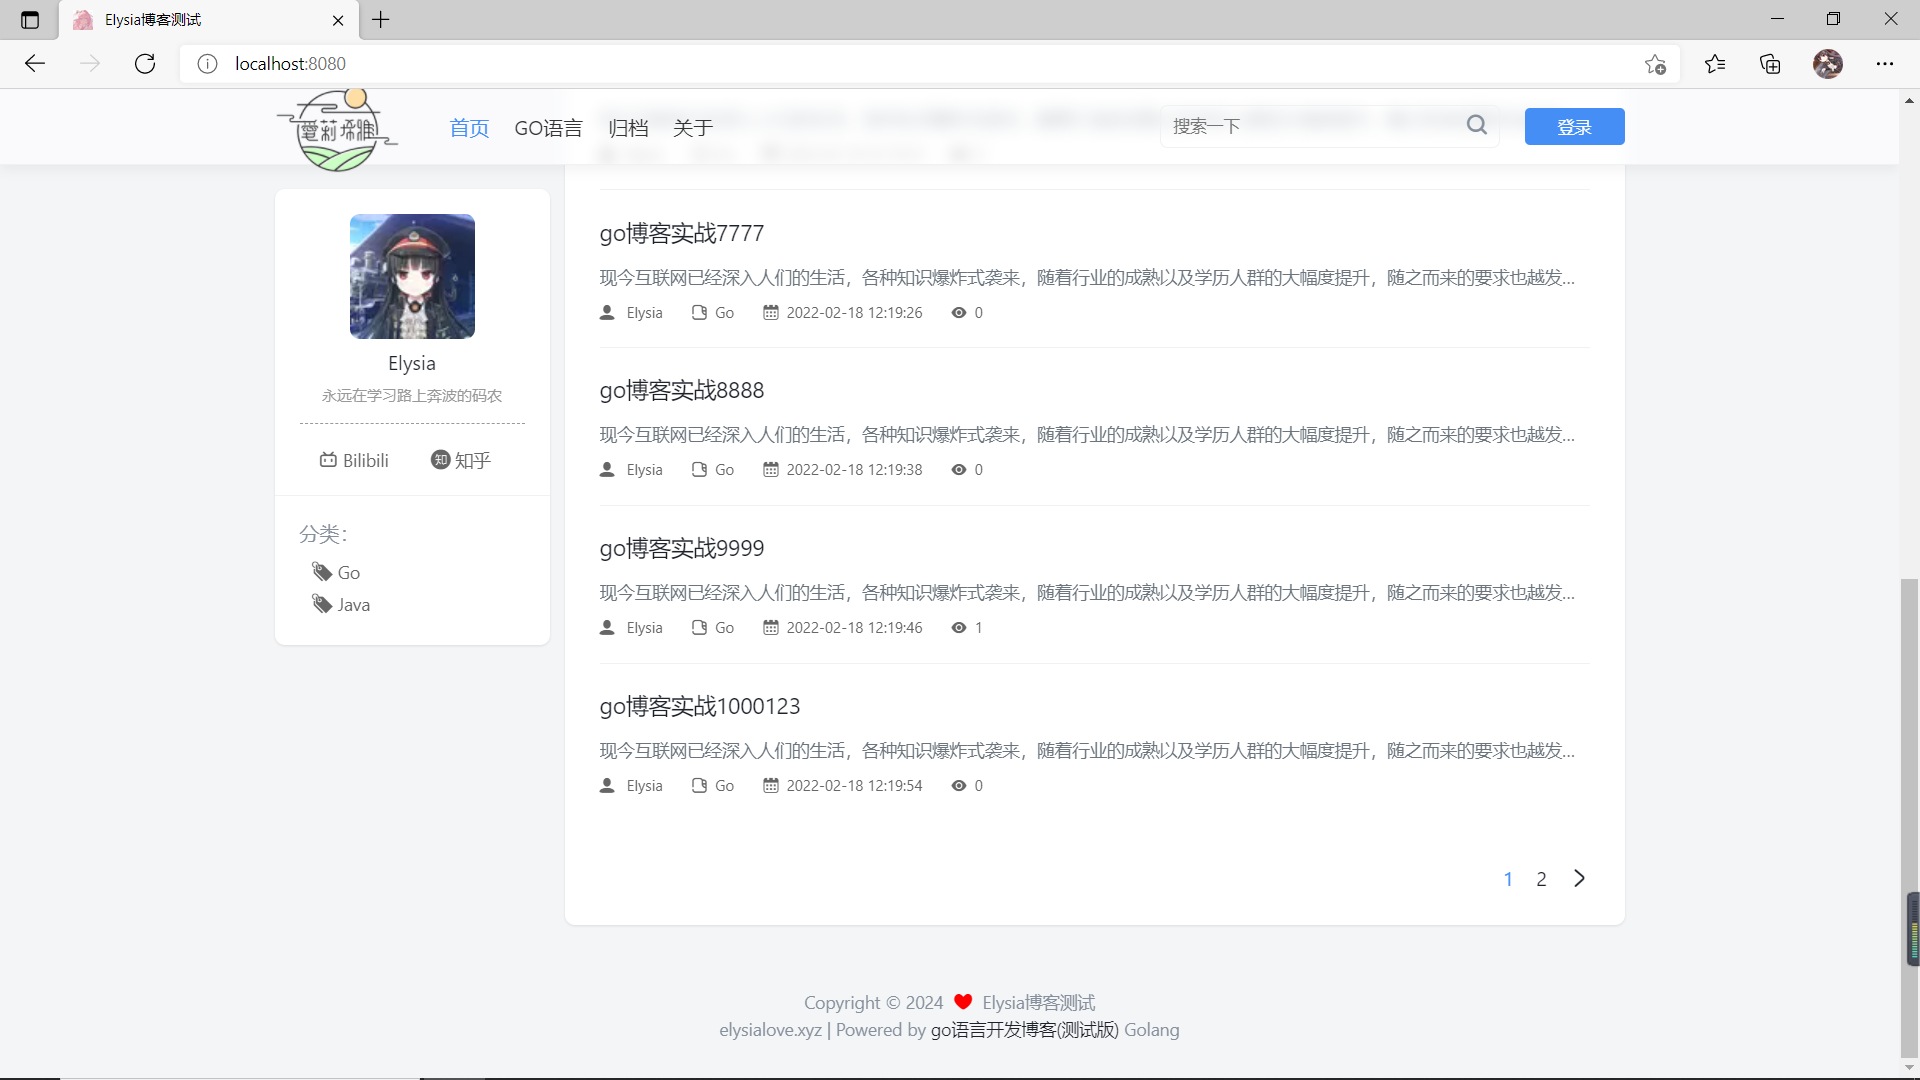 Elysia博客测试
localhost:8080
首页 GO语言 归档 关于
搜索一下
登录
Elysia
永远在学习路上奔波的码农
Bilibili
知 知乎
分类：
Go
Java
go博客实战7777
现今互联网已经深入人们的生活，各种知识爆炸式袭来，随着行业的成熟以及学历人群的大幅度提升，随之而来的要求也越发...
Elysia Go 2022-02-18 12:19:26 0
go博客实战8888
现今互联网已经深入人们的生活，各种知识爆炸式袭来，随着行业的成熟以及学历人群的大幅度提升，随之而来的要求也越发...
Elysia Go 2022-02-18 12:19:38 0
go博客实战9999
现今互联网已经深入人们的生活，各种知识爆炸式袭来，随着行业的成熟以及学历人群的大幅度提升，随之而来的要求也越发...
Elysia Go 2022-02-18 12:19:46 1
go博客实战1000123
现今互联网已经深入人们的生活，各种知识爆炸式袭来，随着行业的成熟以及学历人群的大幅度提升，随之而来的要求也越发...
Elysia Go 2022-02-18 12:19:54 0
1 2
Copyright © 2024 ❤ Elysia博客测试
elysialove.xyz | Powered by go语言开发博客(测试版) Golang